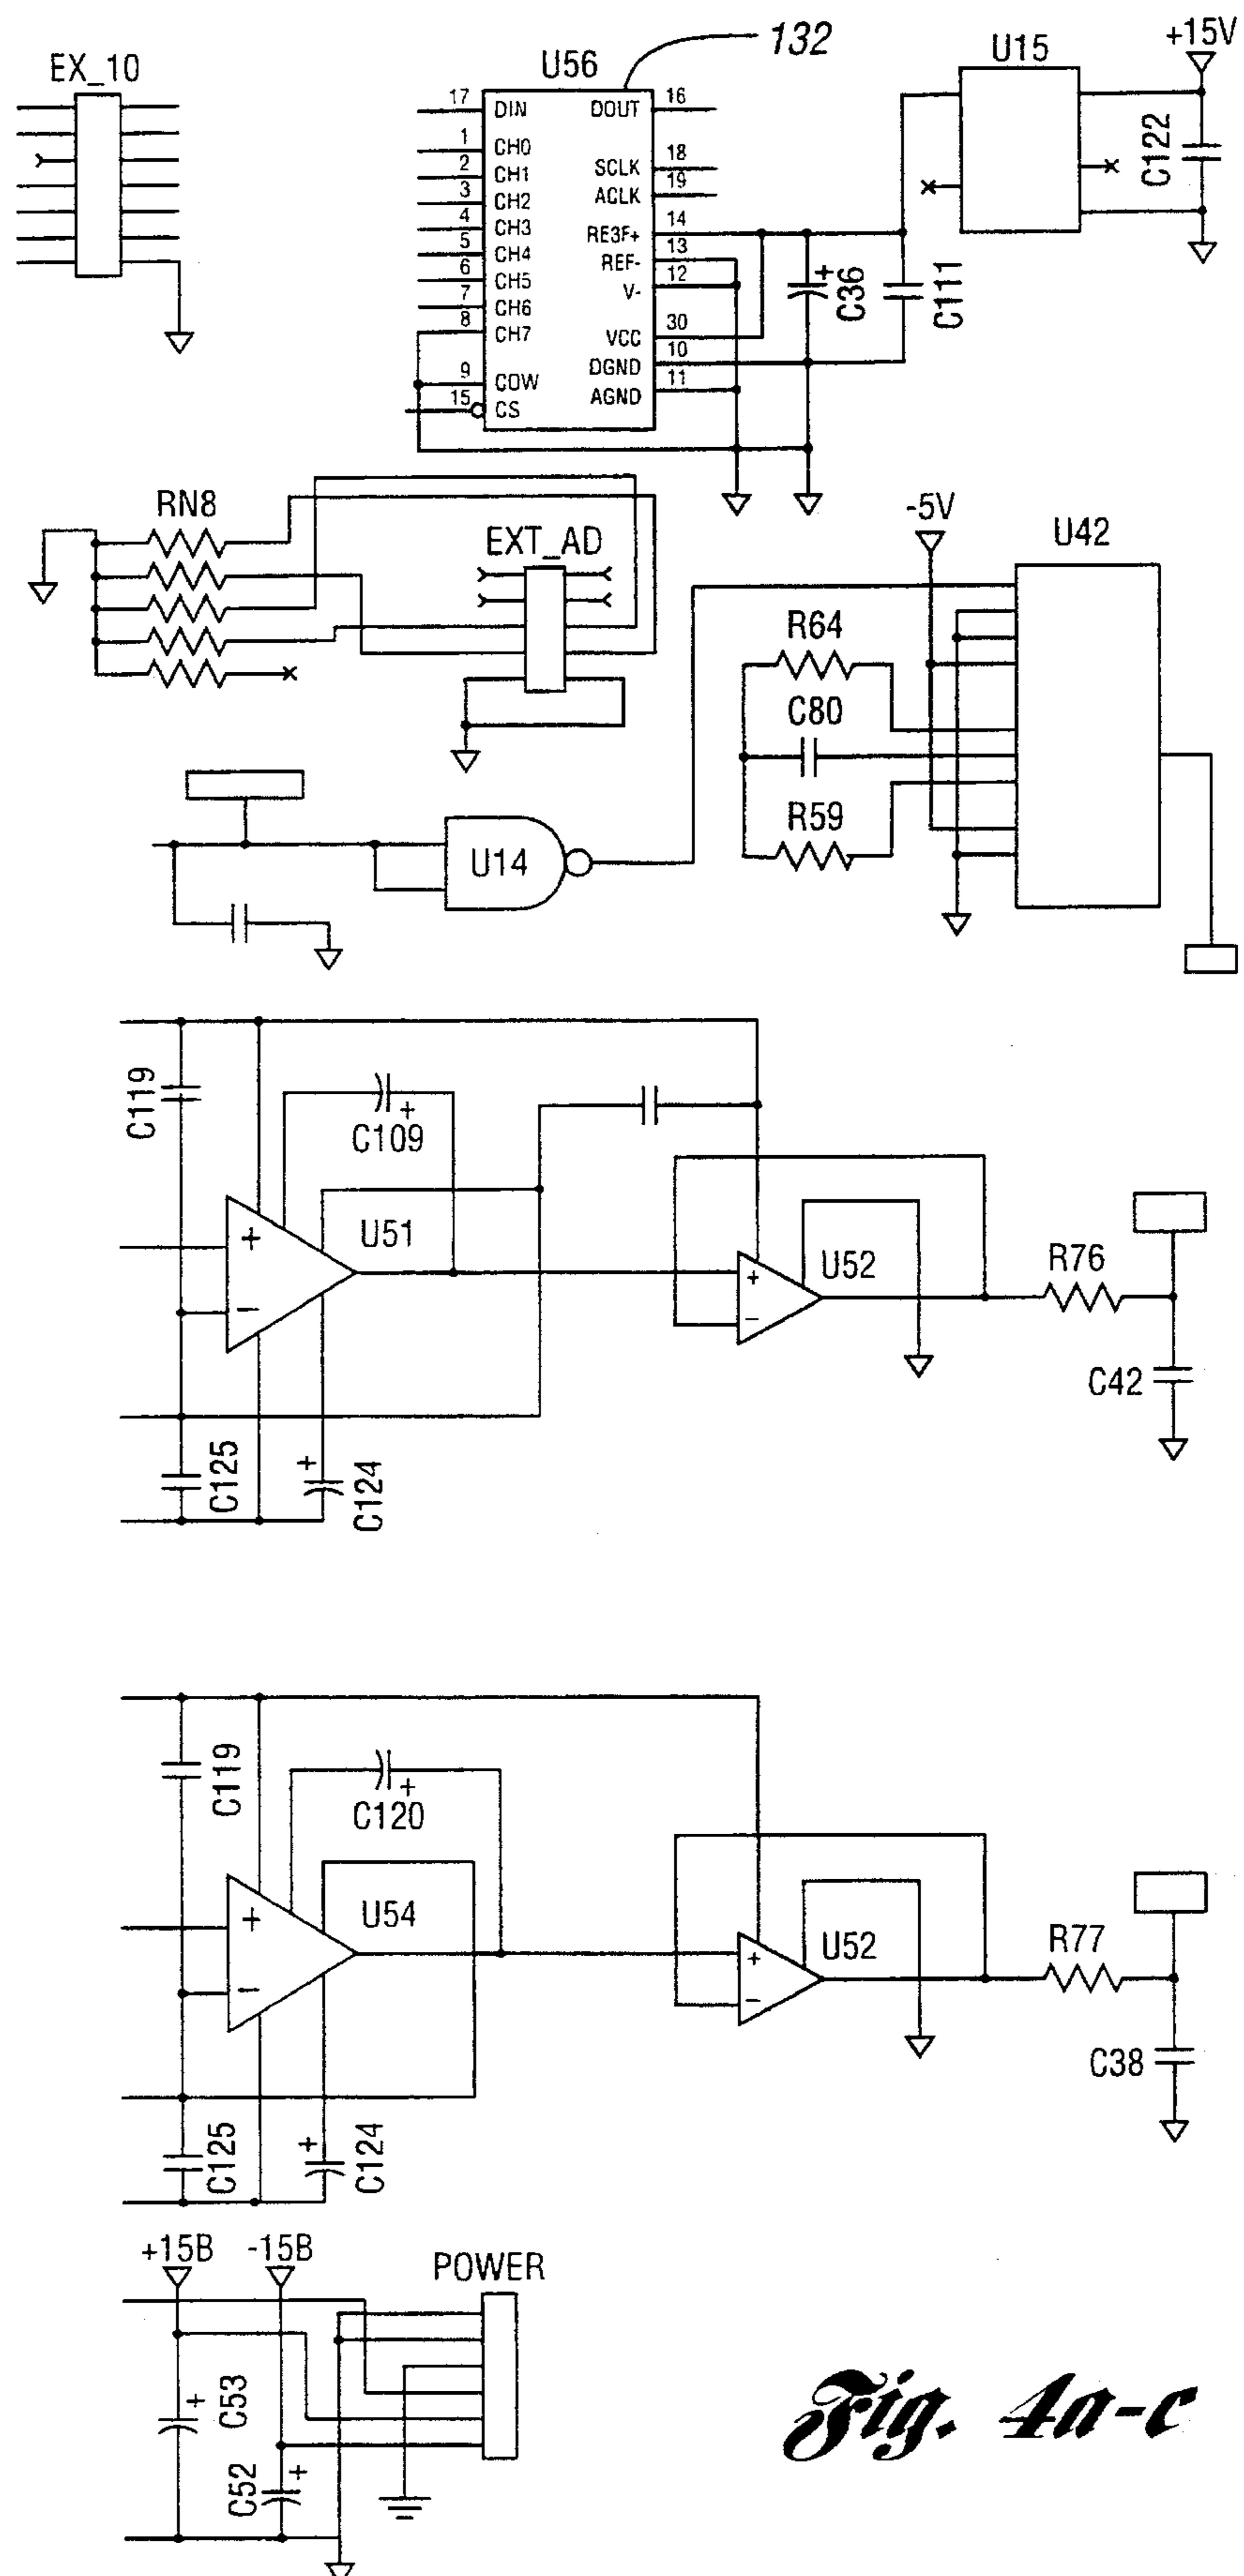 132
+15V
U15
EX_10
U56
C122
17 DIN DOUT 16
1 CH0
2 CH1 SCLK 18
3 CH2 ACLK 19
4 CH3 RE3F+ 14
5 CH4 REF- 13
6 CH5 V- 12
7 CH6
8 CH7 VCC 30
DGND 10
9 COW AGND 11
15 CS
+
C36
C111
RN8
EXT_AD
-5V
U42
R64
C80
R59
U14
C119
+
C109
U51
+
-
U52
+
-
R76
C42
C125
+
C124
C119
+
C120
U54
+
-
U52
+
-
R77
C38
C125
+
C124
+15B -15B
POWER
+
C53
+
C52
Fig. 4a-c